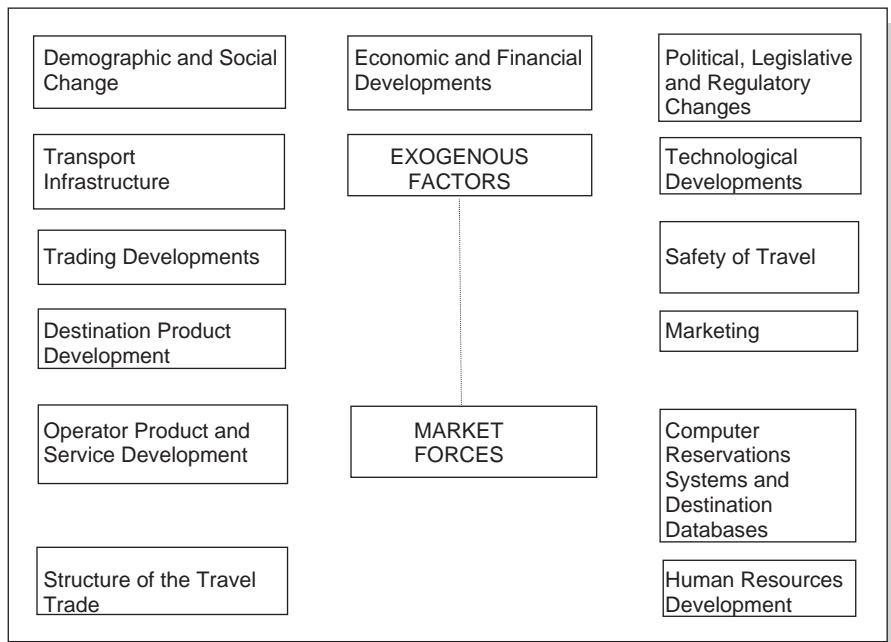 Demographic and Social
Change
Economic and Financial
Developments
Political, Legislative
and Regulatory
Changes
Transport
Infrastructure
EXOGENOUS
FACTORS
Technological
Developments
Trading Developments
Safety of Travel
Destination Product
Development
Marketing
Operator Product and
Service Development
MARKET
FORCES
Computer
Reservations
Systems and
Destination
Databases
Structure of the Travel
Trade
Human Resources
Development